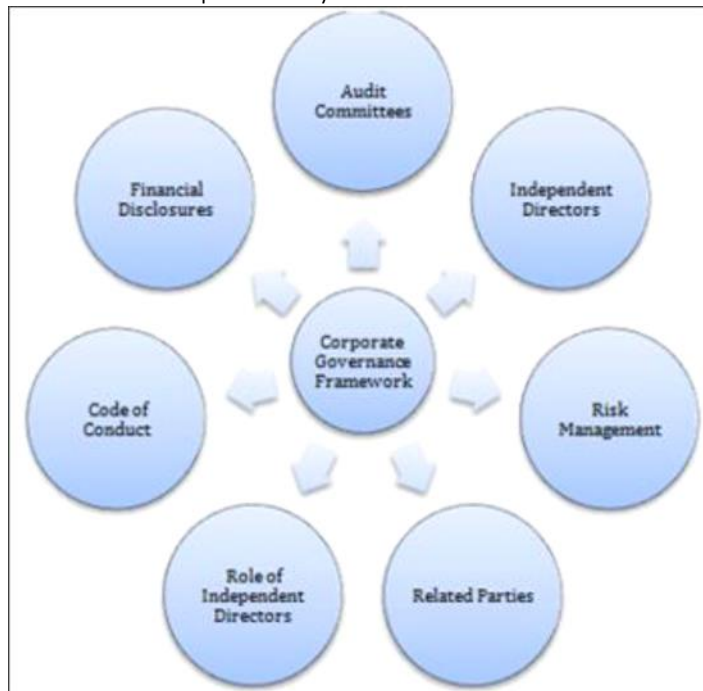 Audit
Committees
Independent
Directors
Risk
Management
Related Parties
Role of
Independent
Directors
Code of
Conduct
Financial
Disclosures
Corporate
Governance
Framework